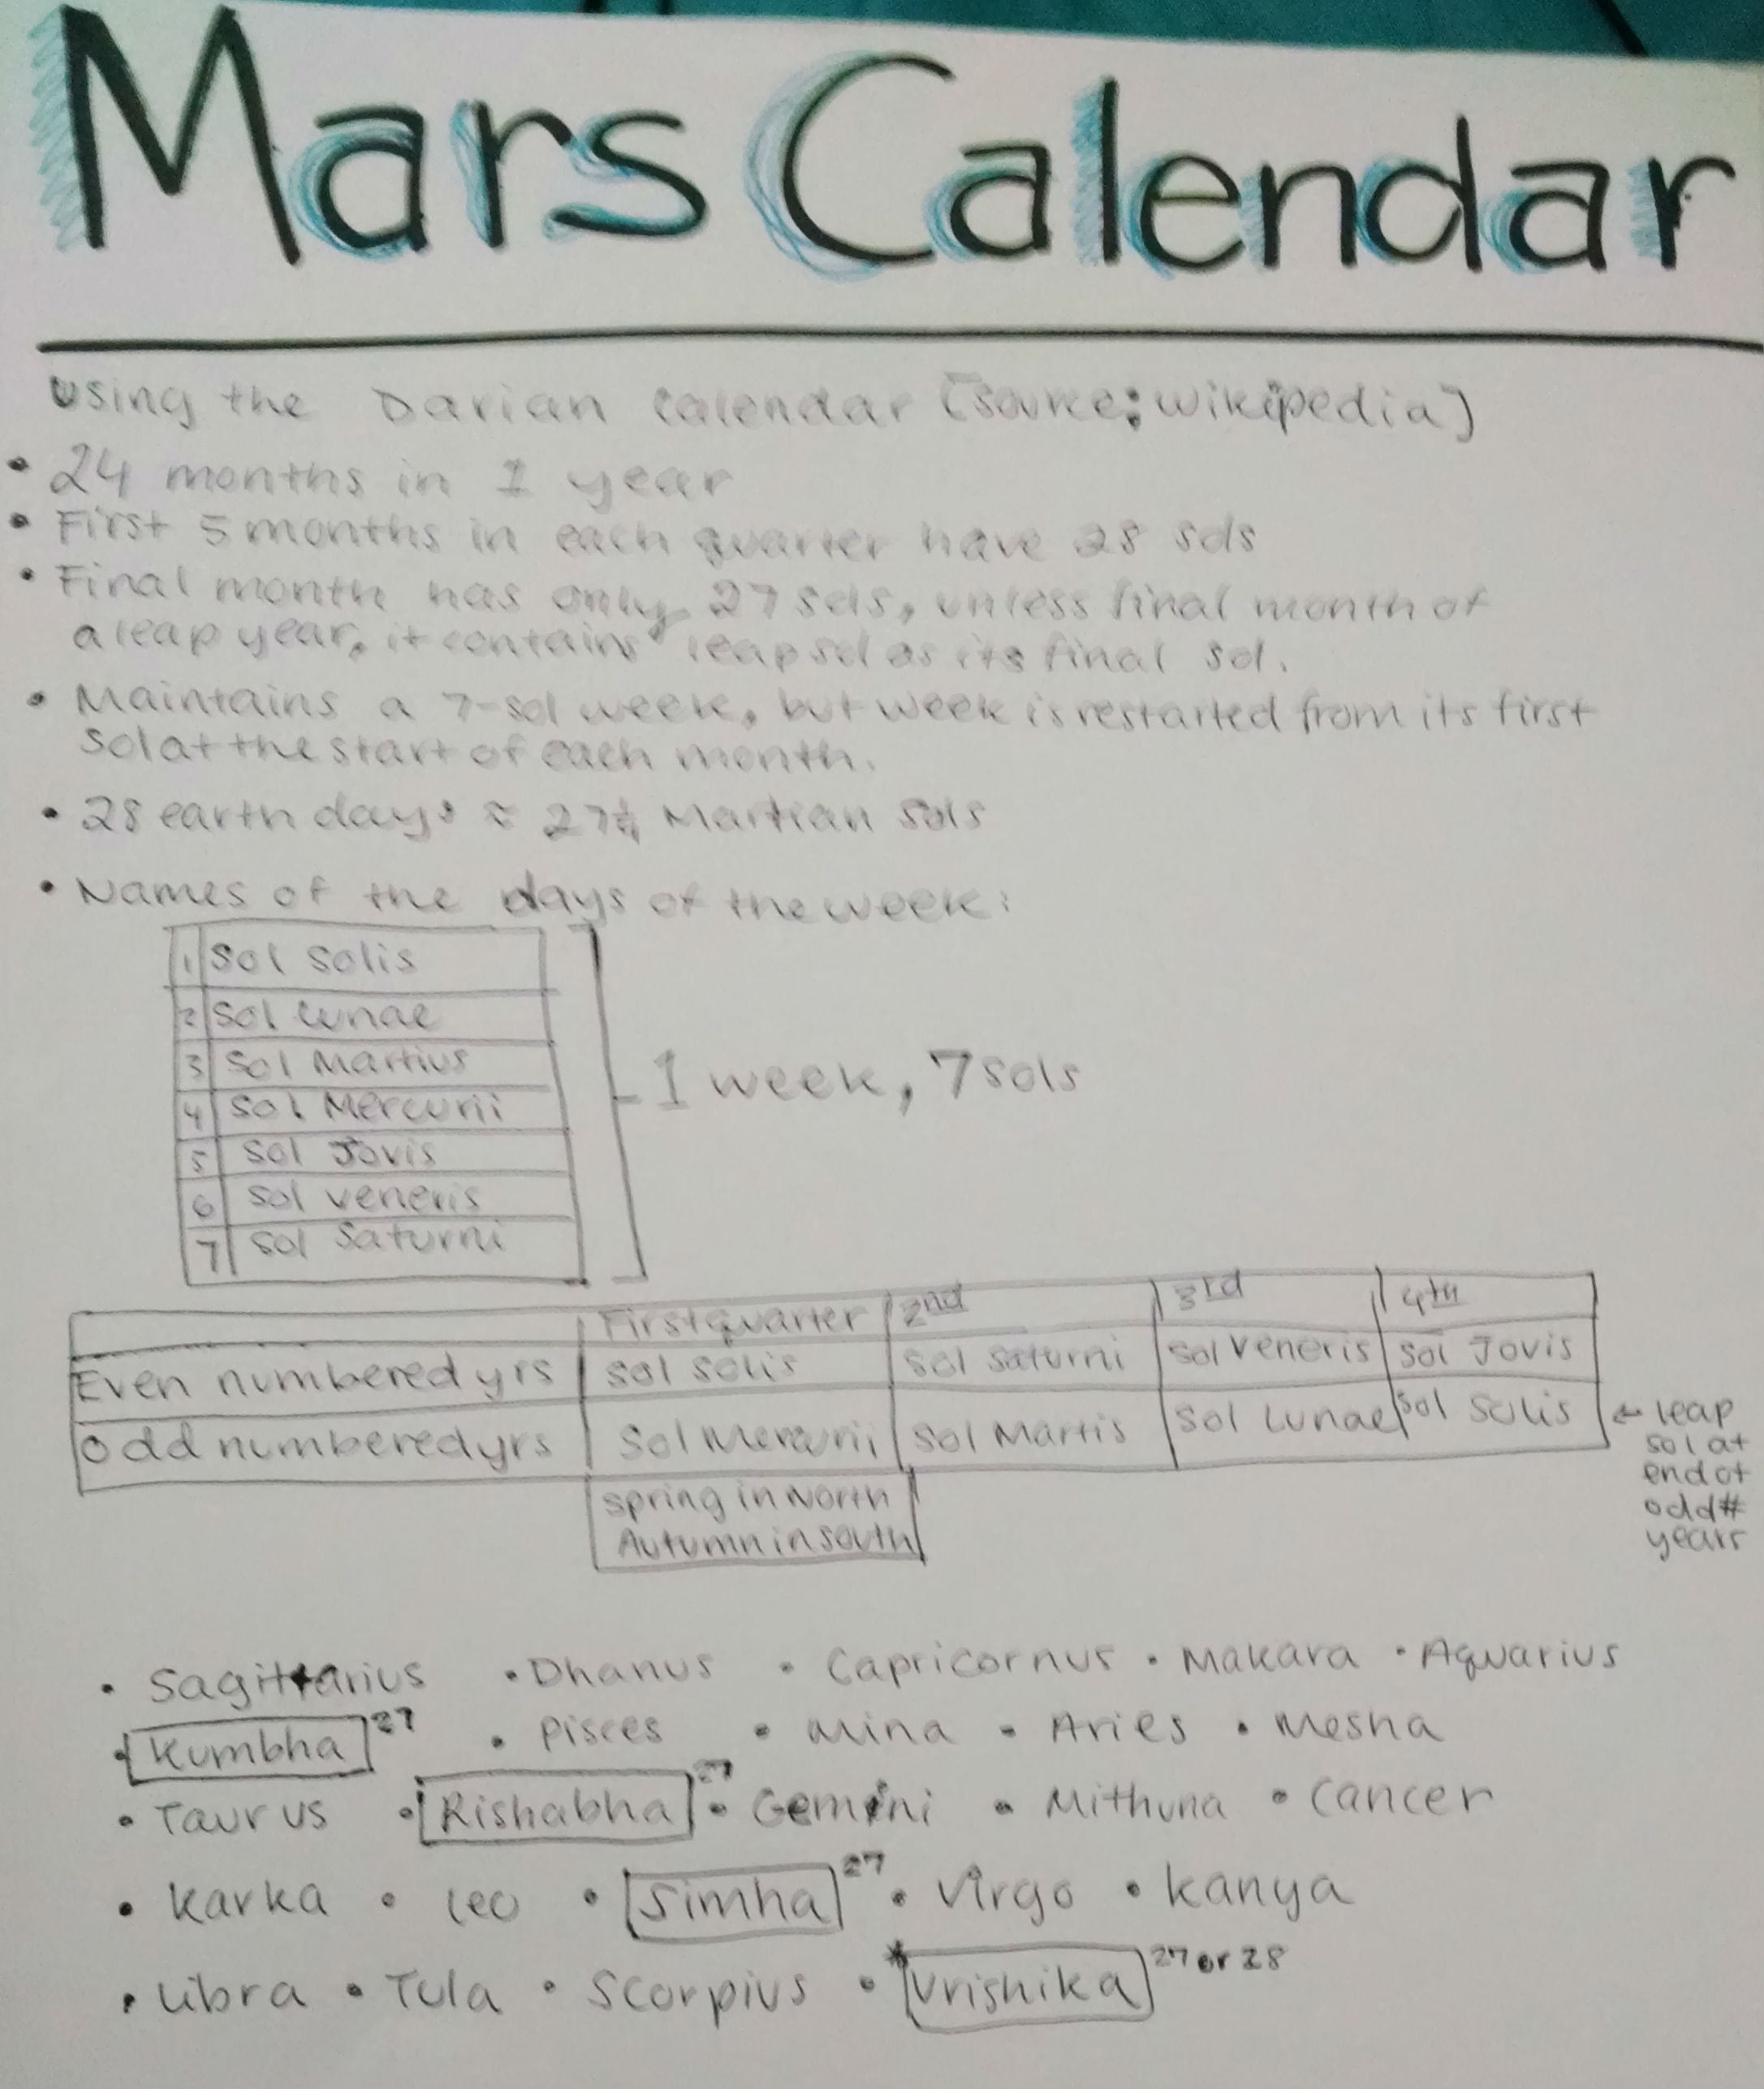 Mars Calendar
Using the Darian calendar [source: wikipedia]
• 24 months in 1 year
• First 5 months in each quarter have 28 sols
• Final month has only 27 sols, unless final month of
a leap year, it contains leap sol as its final sol.
• Maintains a 7-sol week, but week is restarted from its first
sol at the start of each month.
• 28 earth days ≈ 27¼ Martian sols
• Names of the days of the week:
1 Sol Solis
2 Sol Lunae
3 Sol Martius
4 Sol Mercurii
5 Sol Jovis
6 Sol Veneris
7 Sol Saturni
1 week, 7 sols
First quarter 2nd 3rd 4th
Even numbered yrs Sol Solis Sol Saturni Sol Veneris Sol Jovis
Odd numbered yrs Sol Mercurii Sol Martis Sol Lunae Sol Solis
← leap
sol at
end of
odd#
years
spring in North
Autumn in south
• Sagittarius • Dhanus • Capricornus • Makara • Aquarius
• Kumbha 27 • Pisces • Mina • Aries • Mesha
• Taurus • Rishabha 27 • Gemini • Mithuna • Cancer
• Karka • Leo • Simha 27 • Virgo • Kanya
• Libra • Tula • Scorpius • *Vrishika 27 or 28